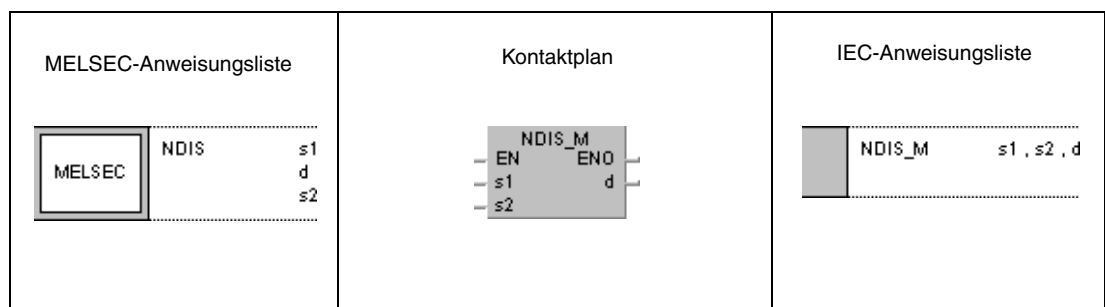 MELSEC-Anweisungsliste
MELSEC
NDIS s1
d
s2
Kontaktplan
NDIS_M
EN ENO
s1 d
s2
IEC-Anweisungsliste
NDIS_M s1 , s2 , d